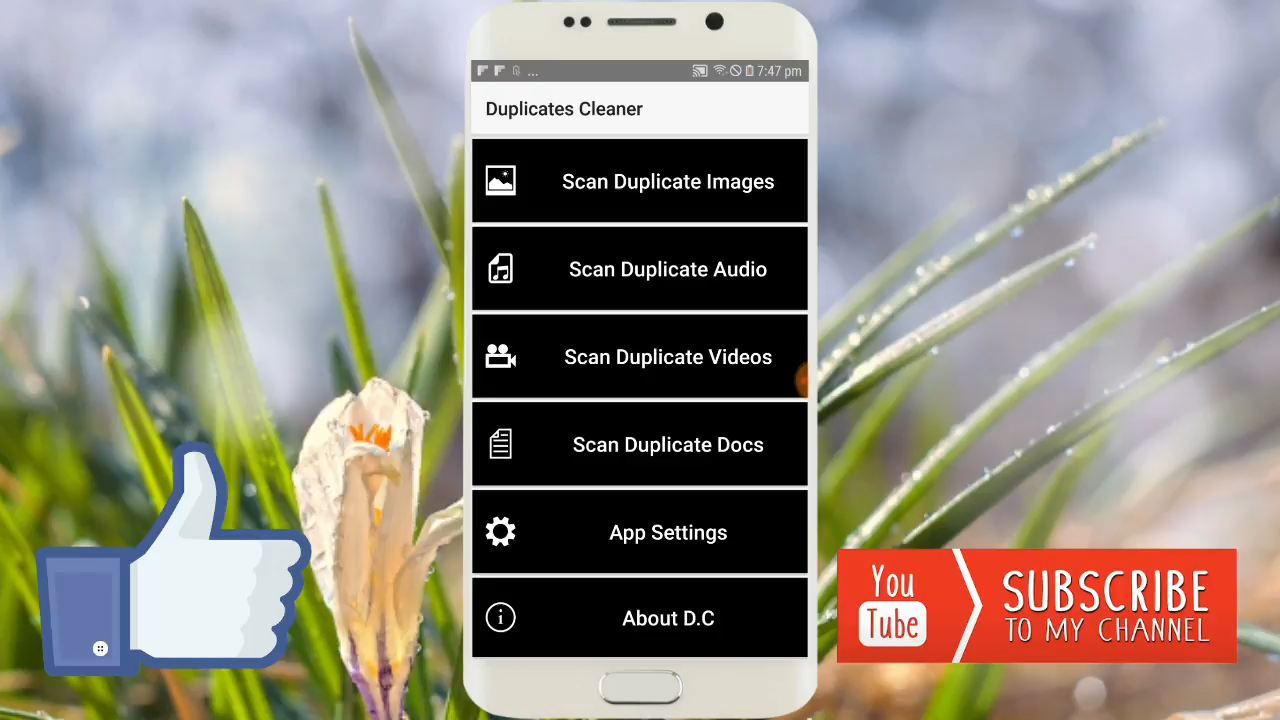 ... 7:47 pm
Duplicates Cleaner
Scan Duplicate Images
Scan Duplicate Audio
Scan Duplicate Videos
Scan Duplicate Docs
App Settings
About D.C
You
Tube
SUBSCRIBE
TO MY CHANNEL